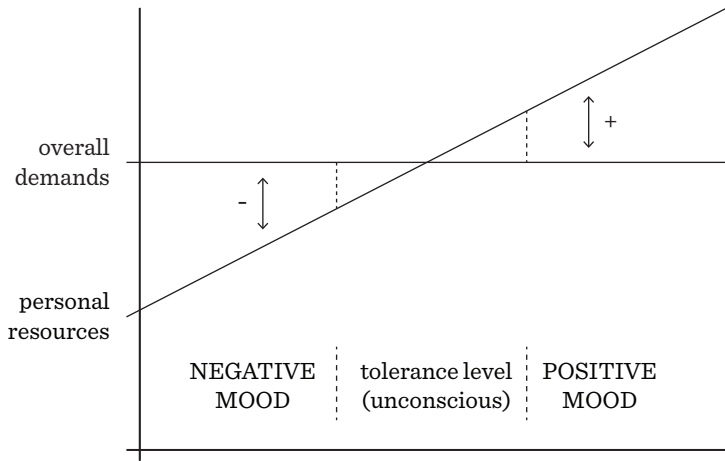 +
overall
demands
-
personal
resources
NEGATIVE
MOOD
tolerance level
(unconscious)
POSITIVE
MOOD